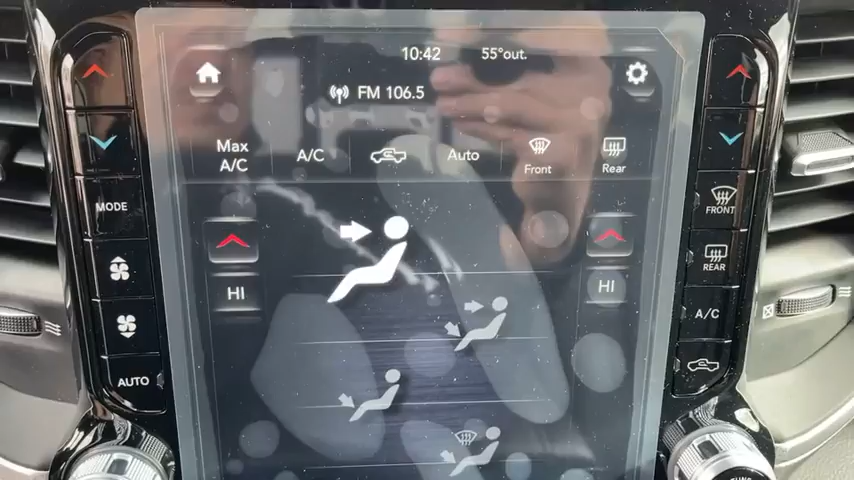 10:42 55°out.
FM 106.5
Max
A/C
A/C
Auto
Front
Rear
MODE
FRONT
REAR
HI
HI
A/C
AUTO